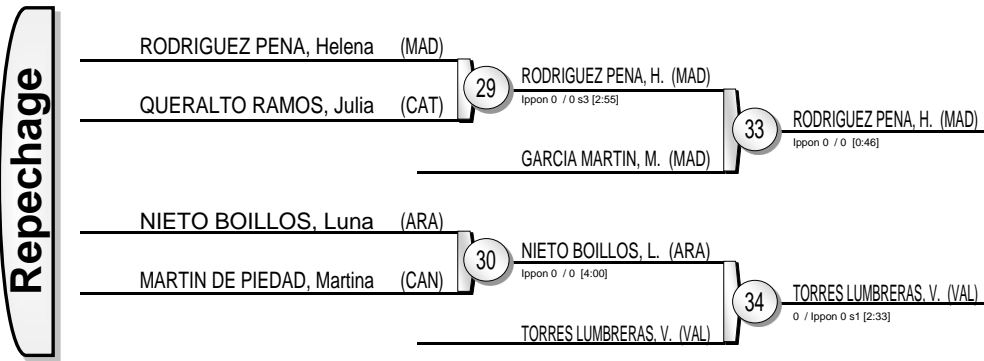 Repechage
RODRIGUEZ PENA, Helena (MAD)
QUERALTO RAMOS, Julia (CAT)
29
RODRIGUEZ PENA, H. (MAD)
Ippon 0 / 0 s3 [2:55]
GARCIA MARTIN, M. (MAD)
33
RODRIGUEZ PENA, H. (MAD)
Ippon 0 / 0 [0:46]
NIETO BOILLOS, Luna (ARA)
MARTIN DE PIEDAD, Martina (CAN)
30
NIETO BOILLOS, L. (ARA)
Ippon 0 / 0 [4:00]
TORRES LUMBRERAS, V. (VAL)
34
TORRES LUMBRERAS, V. (VAL)
0 / Ippon 0 s1 [2:33]